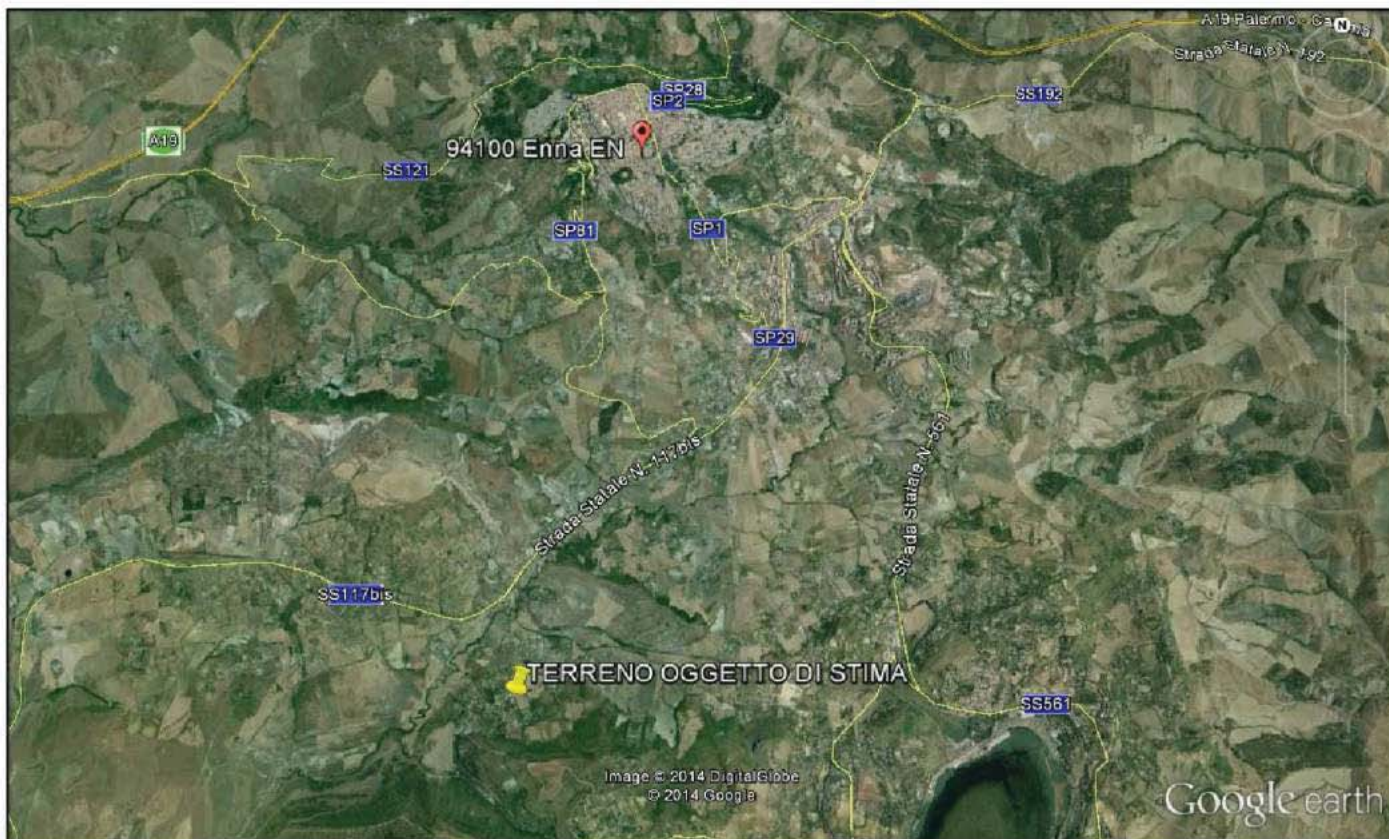 A19 Palermo - Ca
N
Strada Statale N. 192
SP28
SP2
SS192
A19
94100 Enna EN
SS121
SP81
SP1
SP29
Strada Statale N. 117bis
Strada Statale N. 561
SS117bis
TERRENO OGGETTO DI STIMA
SS561
Image © 2014 DigitalGlobe
© 2014 Google
Google earth